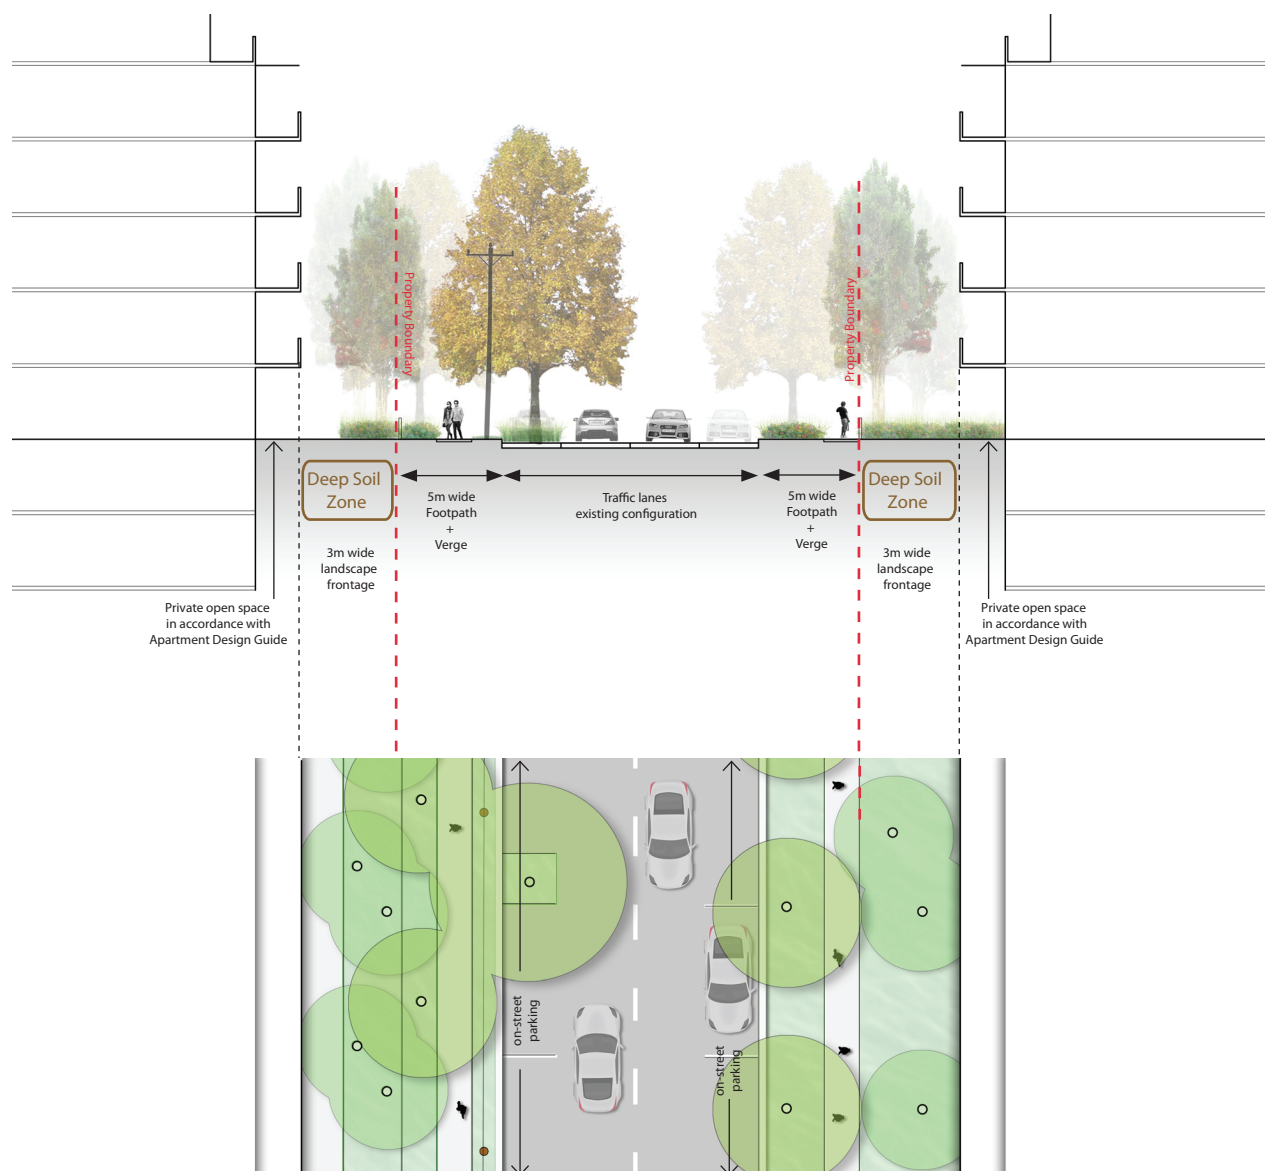 Property Boundary
Property Boundary
Deep Soil
Zone
5m wide
Footpath
+
Verge
Traffic lanes
existing configuration
5m wide
Footpath
+
Verge
Deep Soil
Zone
3m wide
landscape
frontage
3m wide
landscape
frontage
Private open space
in accordance with
Apartment Design Guide
Private open space
in accordance with
Apartment Design Guide
on-street
parking
on-street
parking